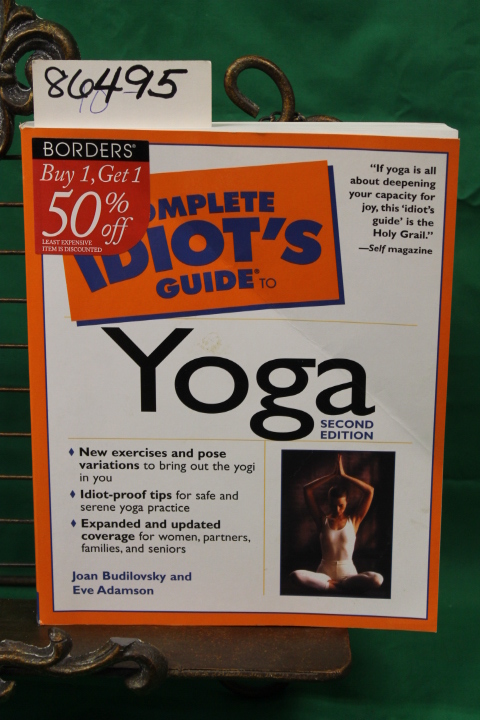 86495
BORDERS®
Buy 1, Get 1
50% off
LEAST EXPENSIVE
ITEM IS DISCOUNTED
COMPLETE
IDIOT'S
GUIDE® TO
"If yoga is all
about deepening
your capacity for
joy, this 'idiot's
guide' is the
Holy Grail."
—Self magazine
Yoga
SECOND
EDITION
♦ New exercises and pose
variations to bring out the yogi
in you
♦ Idiot-proof tips for safe and
serene yoga practice
♦ Expanded and updated
coverage for women, partners,
families, and seniors
Joan Budilovsky and
Eve Adamson